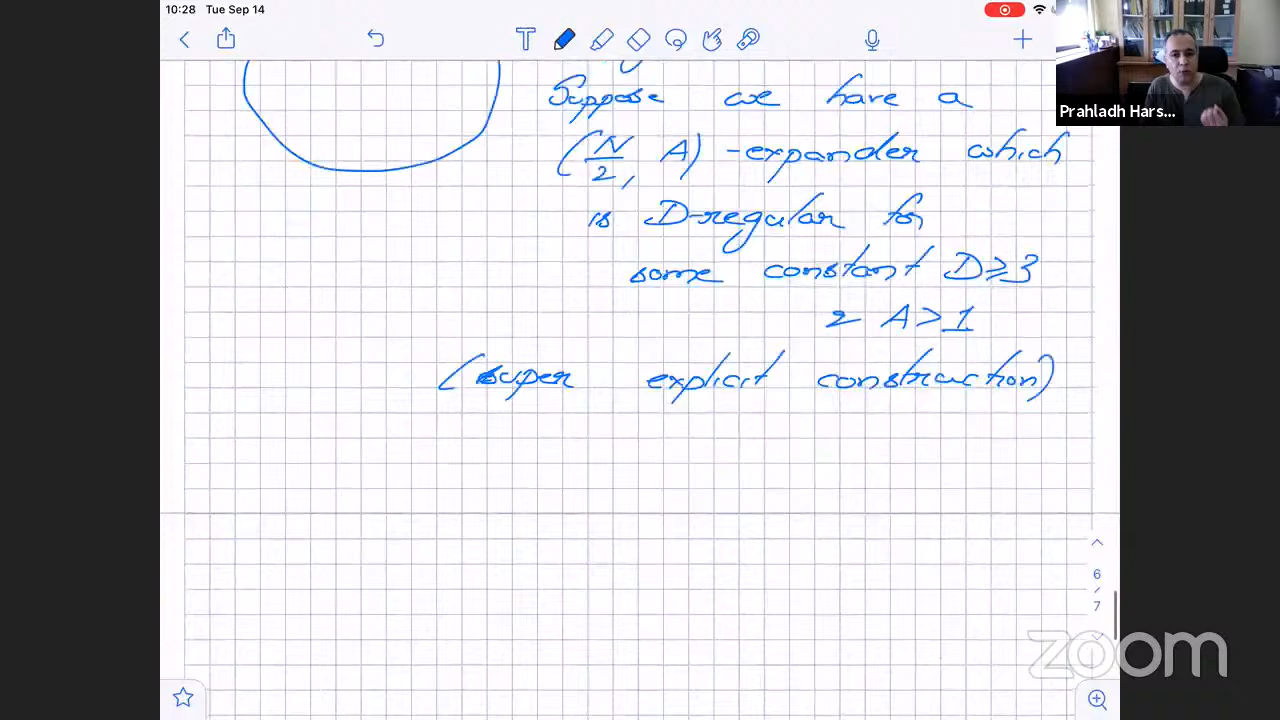 10:28 Tue Sep 14
Prahladh Hars...
Suppose we have a
(N/2, A) -expander which
is D-regular for
some constant D≥3
& A>1
(super explicit construction)
6
/
7
zoom